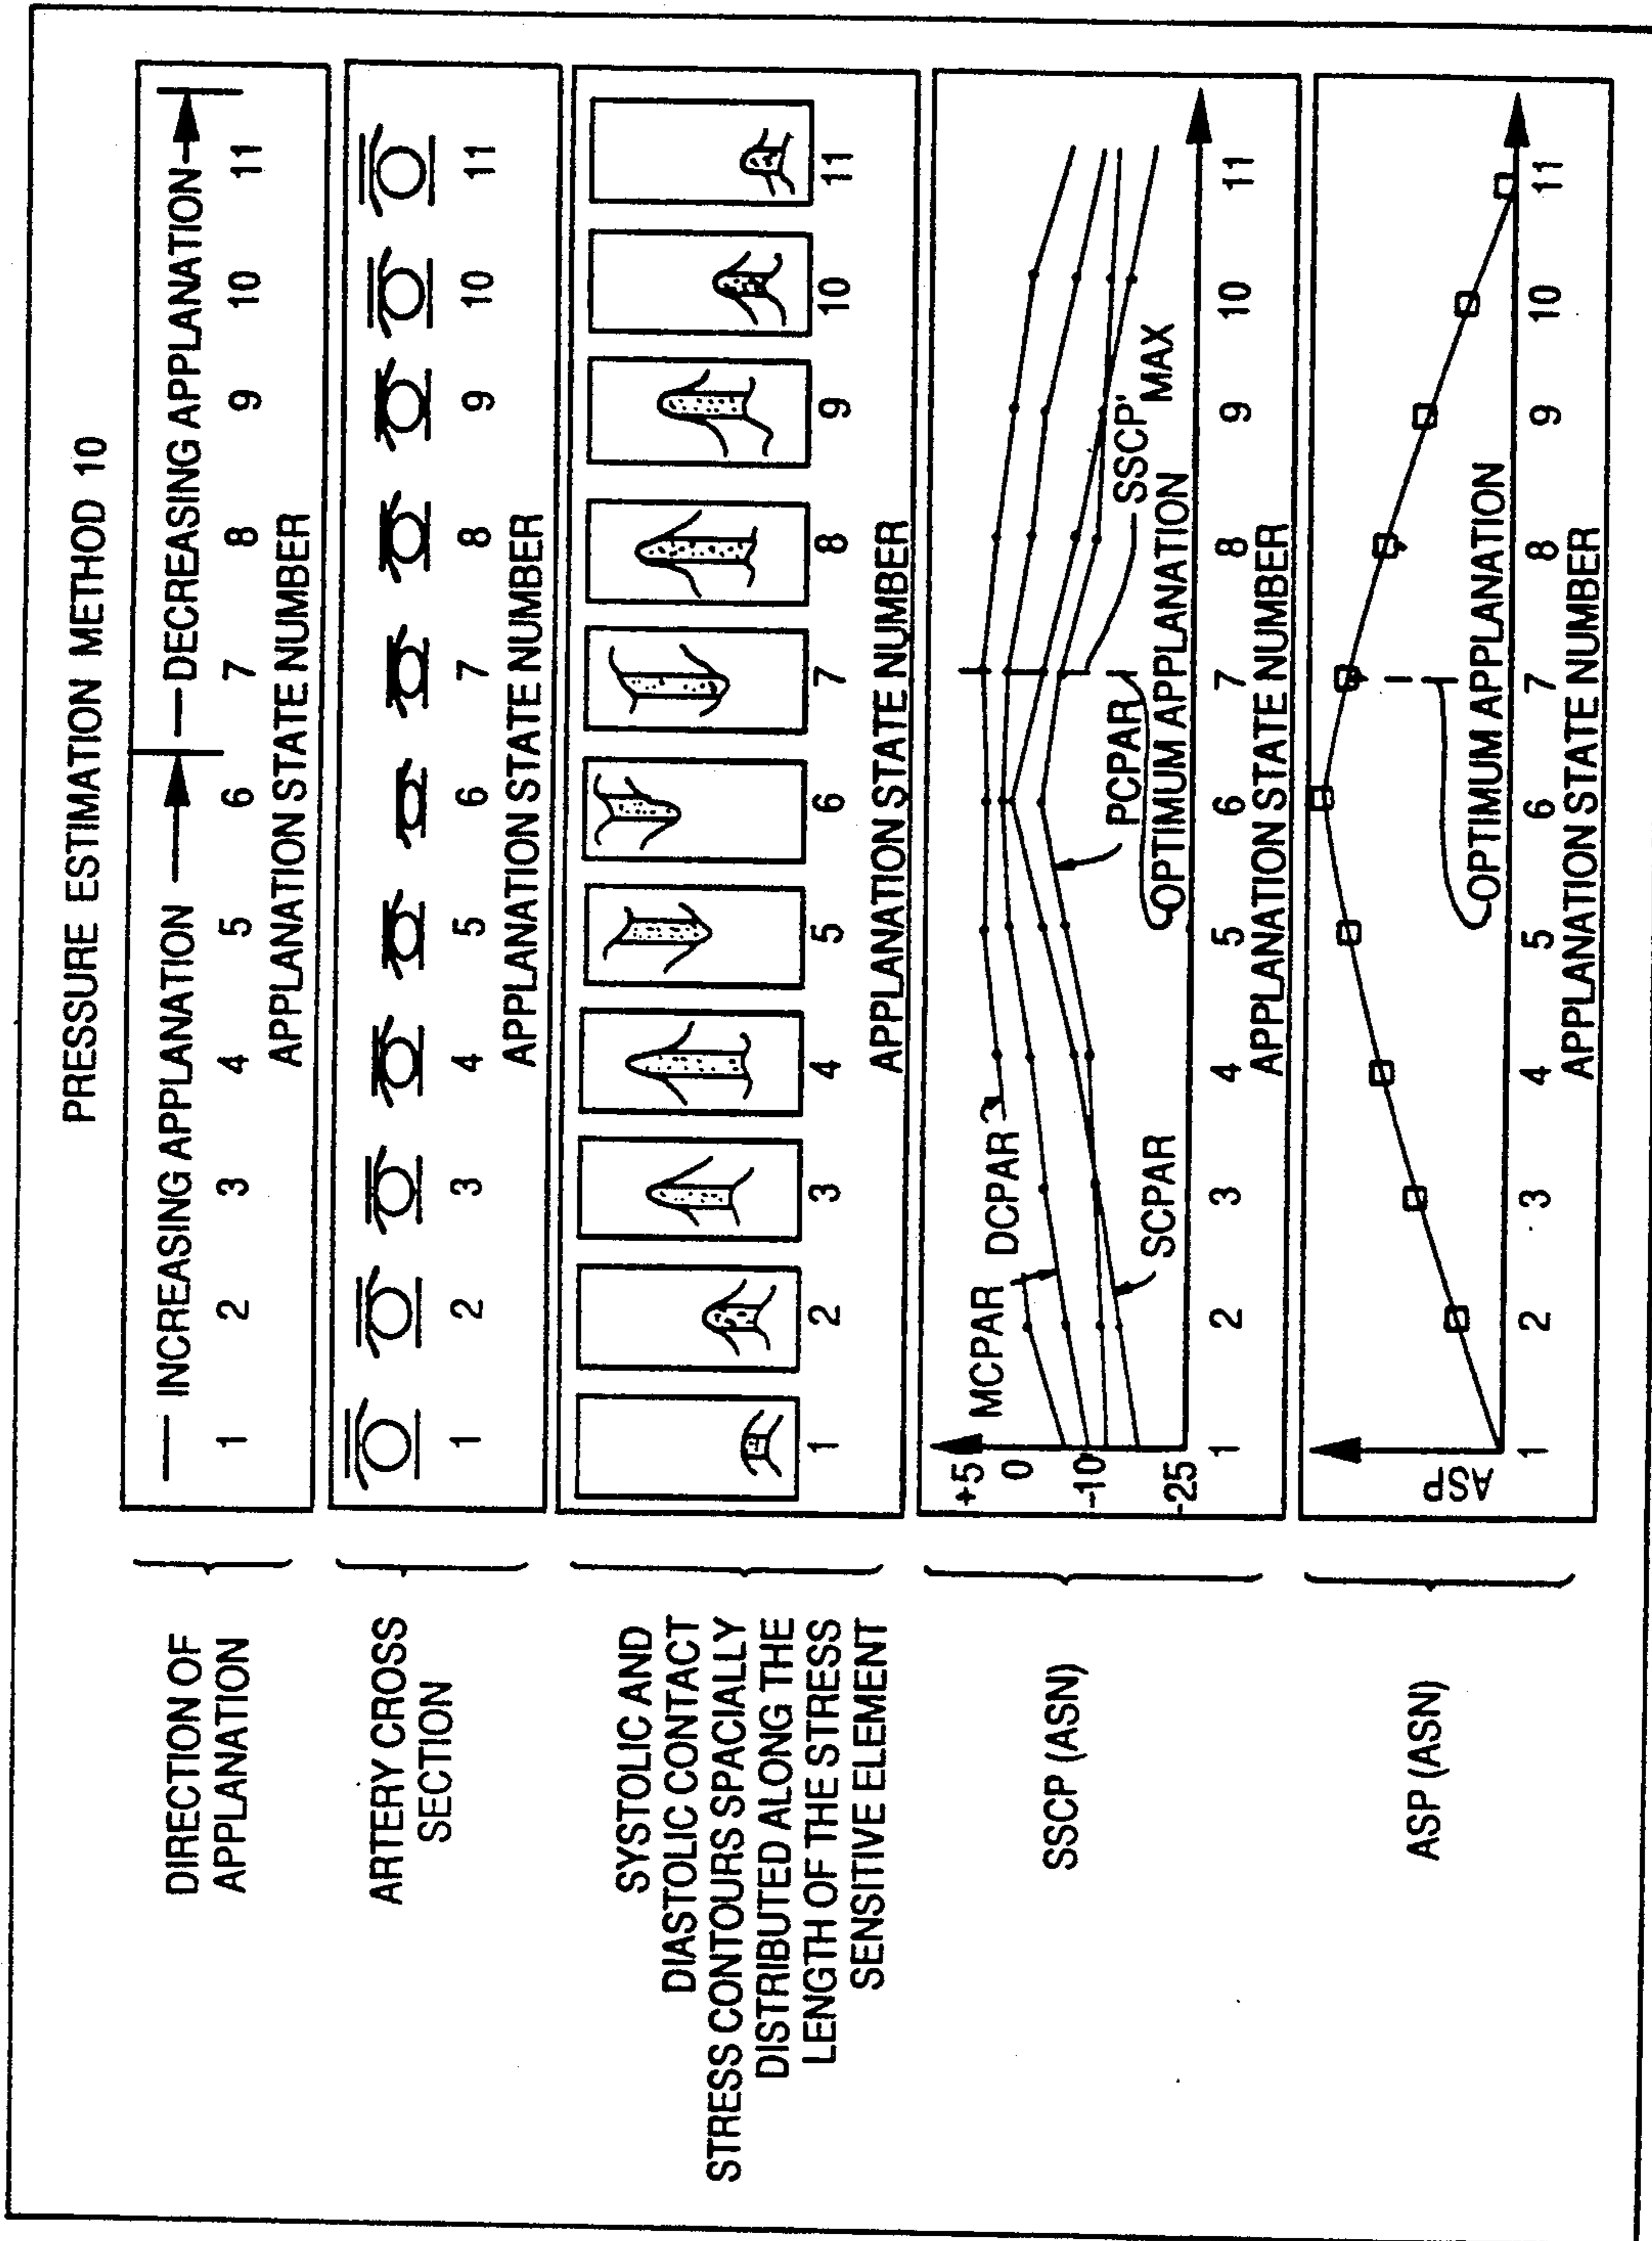 PRESSURE ESTIMATION METHOD 10
DIRECTION OF
APPLANATION
INCREASING APPLANATION
DECREASING APPLANATION
1 2 3 4 5 6 7 8 9 10 11
APPLANATION STATE NUMBER
ARTERY CROSS
SECTION
1 2 3 4 5 6 7 8 9 10 11
APPLANATION STATE NUMBER
SYSTOLIC AND
DIASTOLIC CONTACT
STRESS CONTOURS SPACIALLY
DISTRIBUTED ALONG THE
LENGTH OF THE STRESS
SENSITIVE ELEMENT
1 2 3 4 5 6 7 8 9 10 11
APPLANATION STATE NUMBER
SSCP (ASN)
+5
0
-10
-25
MCPAR
DCPAR
SCPAR
PCPAR
SSCP' MAX
OPTIMUM APPLANATION
1 2 3 4 5 6 7 8 9 10 11
APPLANATION STATE NUMBER
ASP (ASN)
ASP
OPTIMUM APPLANATION
1 2 3 4 5 6 7 8 9 10 11
APPLANATION STATE NUMBER